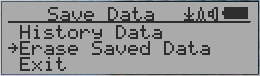 Save Data
History Data
→Erase Saved Data
Exit